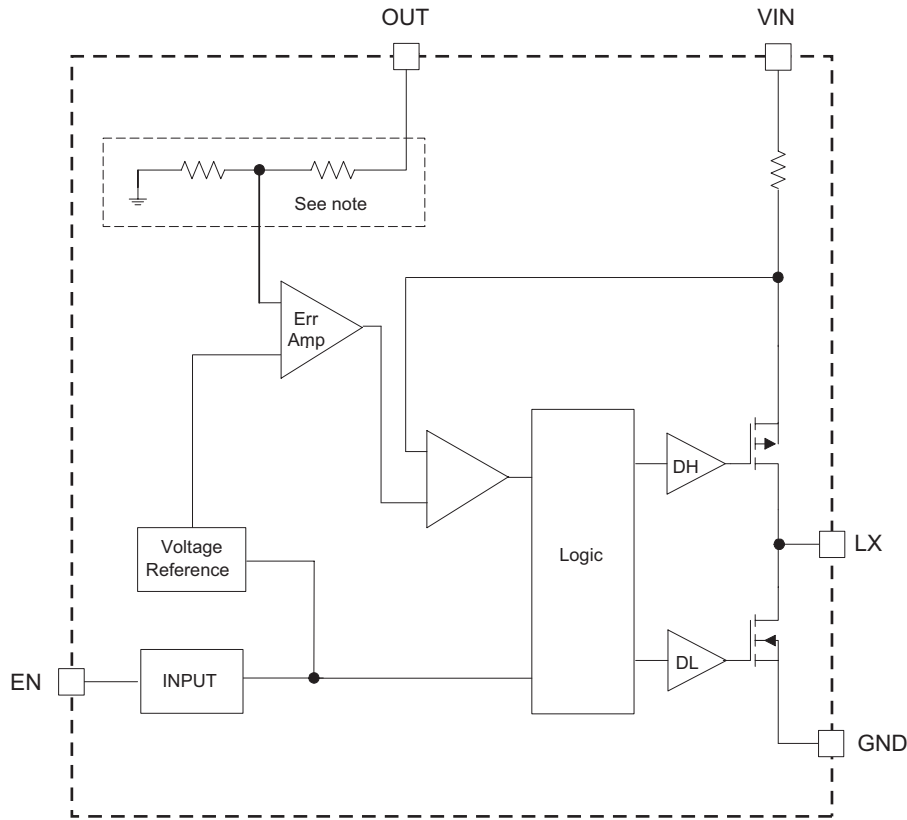 OUT
VIN
See note
Err
Amp
DH
Voltage
Reference
Logic
LX
DL
EN
INPUT
GND